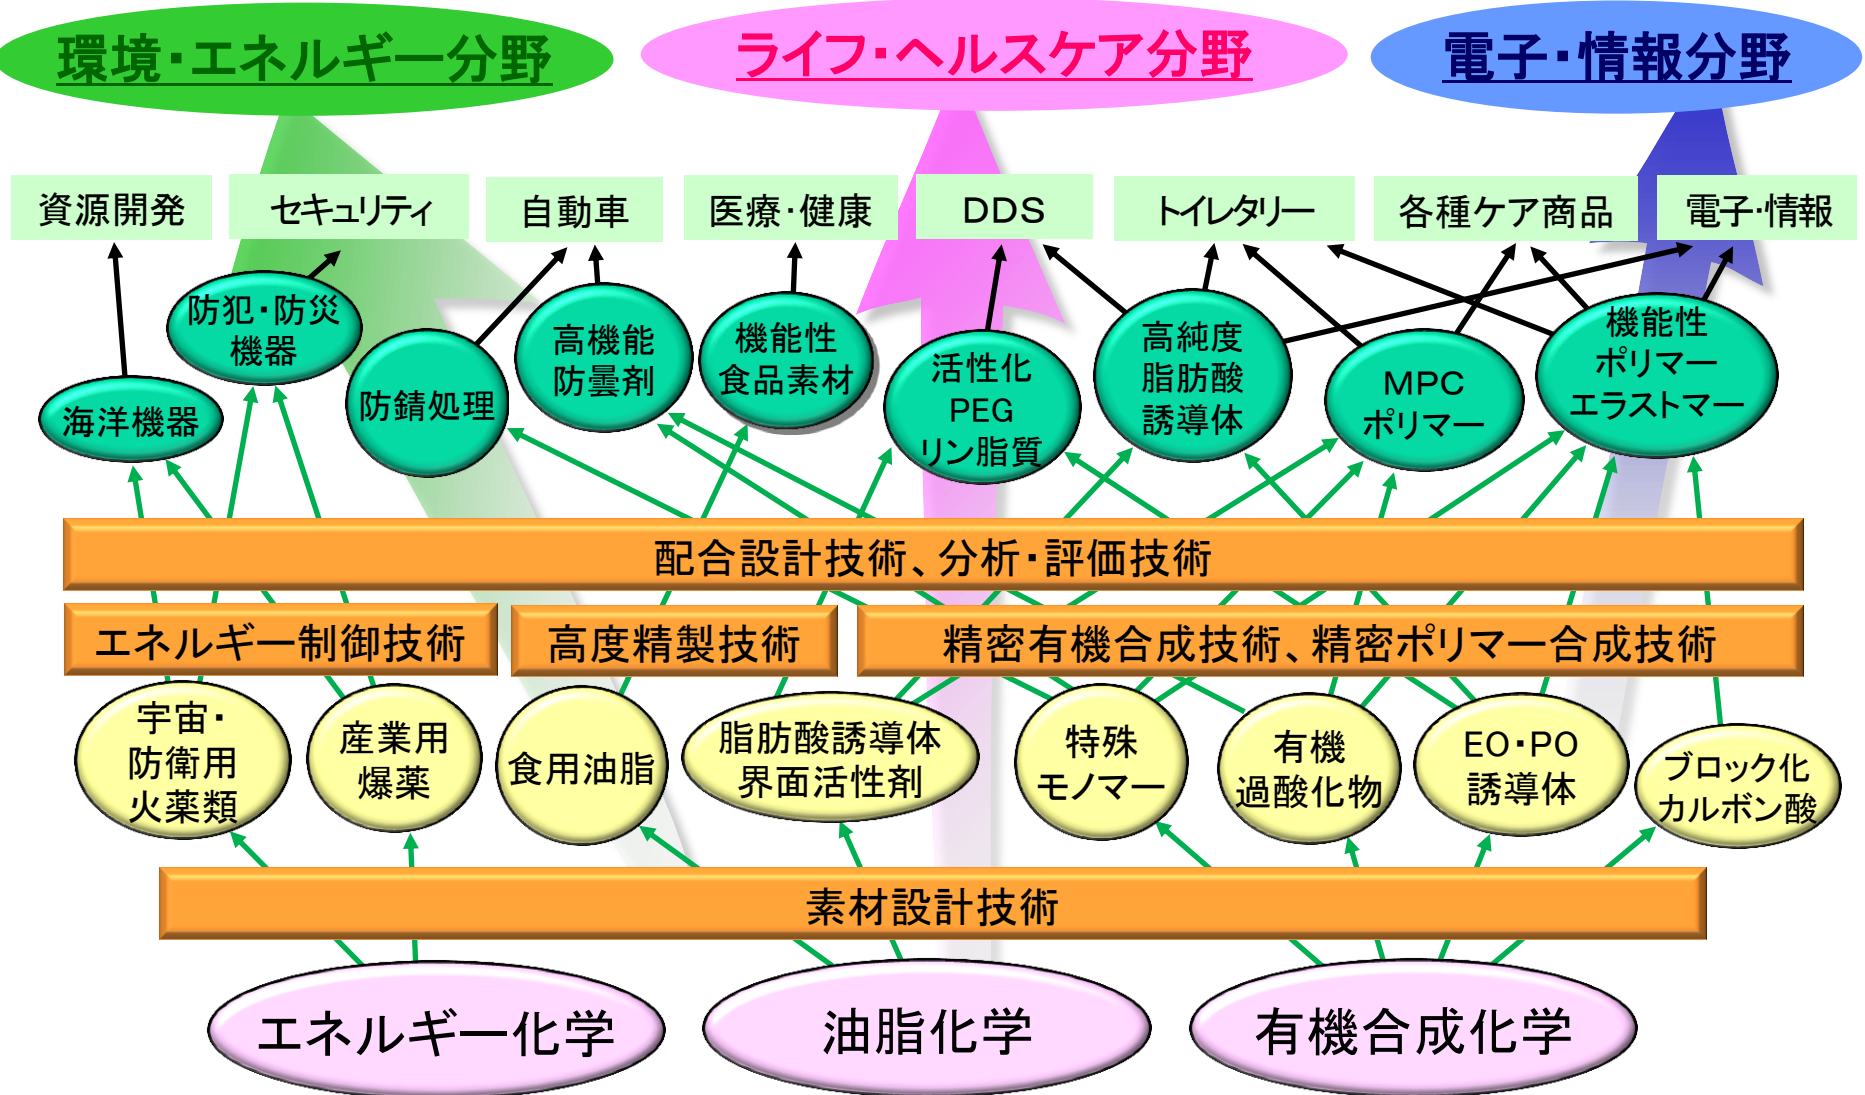 環境・エネルギー分野
ライフ・ヘルスケア分野
電子・情報分野
資源開発
セキュリティ
自動車
医療・健康
DDS
トイレタリー
各種ケア商品
電子・情報
防犯・防災
機器
海洋機器
防錆処理
高機能
防曇剤
機能性
食品素材
活性化
PEG
リン脂質
高純度
脂肪酸
誘導体
MPC
ポリマー
機能性
ポリマー
エラストマー
配合設計技術、分析・評価技術
エネルギー制御技術
高度精製技術
精密有機合成技術、精密ポリマー合成技術
宇宙・
防衛用
火薬類
産業用
爆薬
食用油脂
脂肪酸誘導体
界面活性剤
特殊
モノマー
有機
過酸化物
EO・PO
誘導体
ブロック化
カルボン酸
素材設計技術
エネルギー化学
油脂化学
有機合成化学